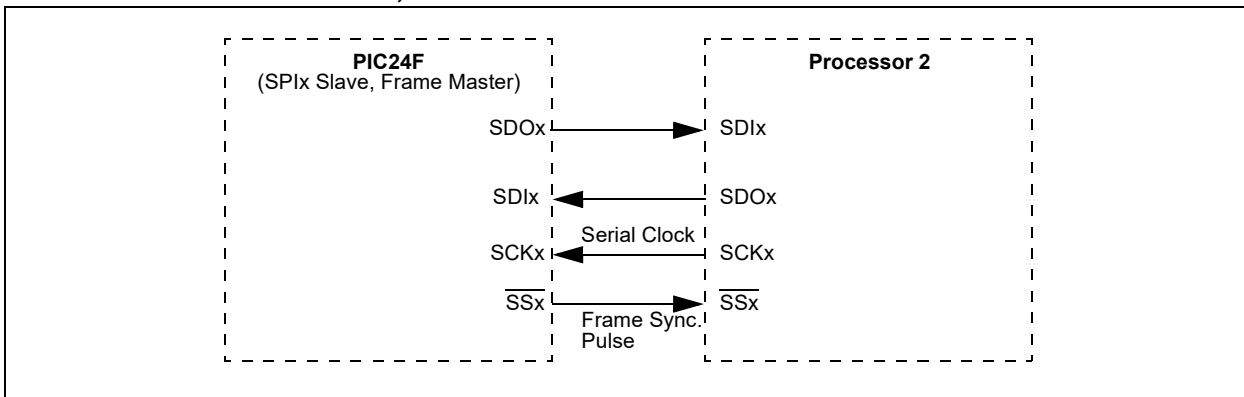 PIC24F
(SPIx Slave, Frame Master)
Processor 2
SDOx
SDIx
SDIx
SDOx
Serial Clock
SCKx
SCKx
SSx
SSx
Frame Sync.
Pulse